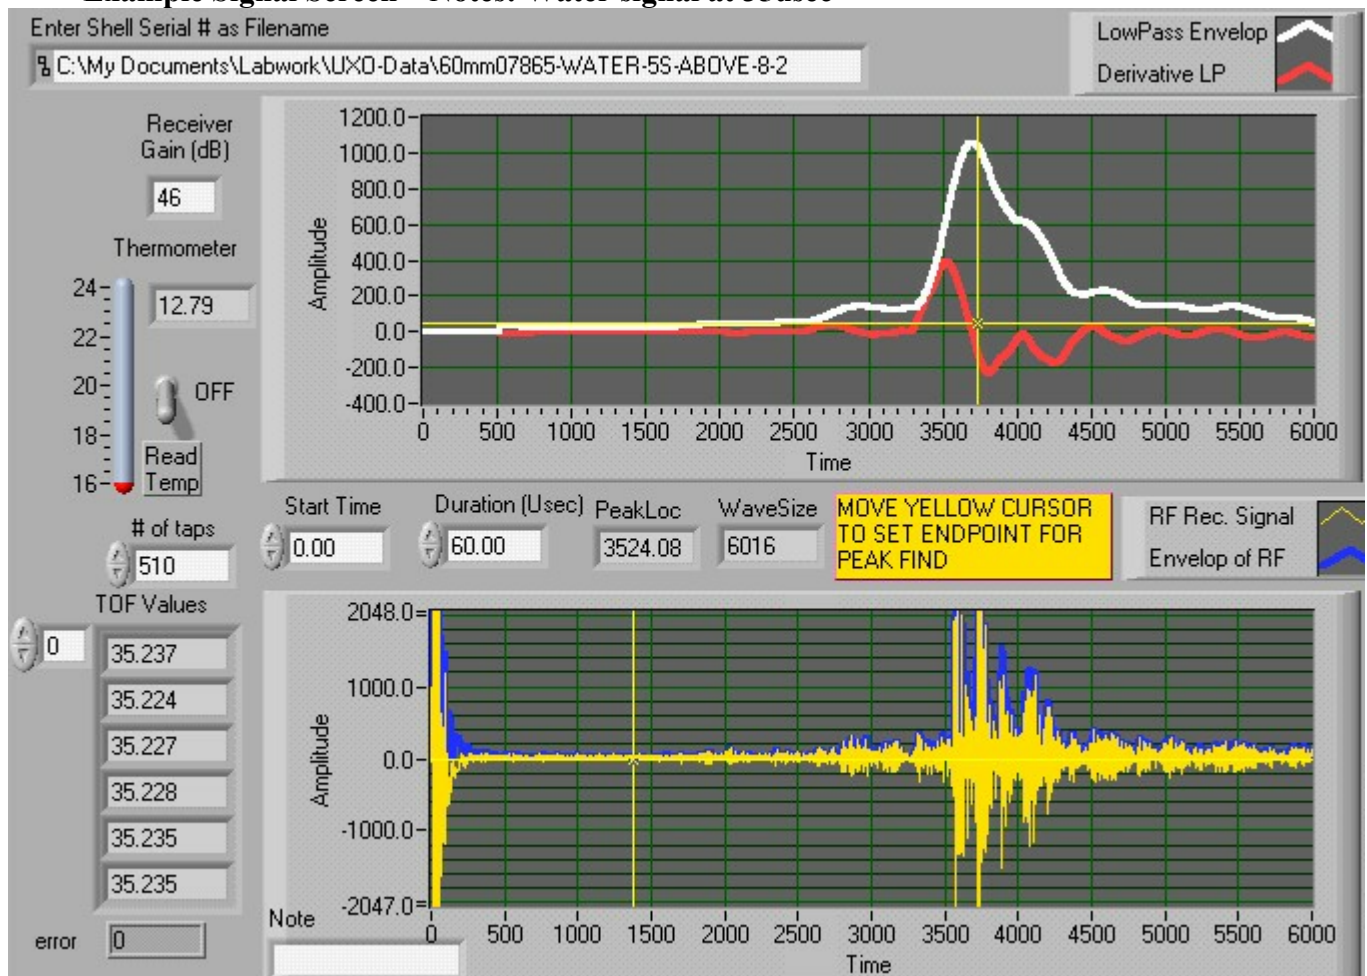 Enter Shell Serial # as Filename
C:\My Documents\Labwork\UXO-Data\60mm07865-WATER-5S-ABOVE-8-2
LowPass Envelop
Derivative LP
Receiver
Gain (dB)
46
Thermometer
24
22
20
18
16
12.79
OFF
Read
Temp
# of taps
510
TOF Values
0
35.237
35.224
35.227
35.228
35.235
35.235
error
0
1200.0
1000.0
800.0
600.0
400.0
200.0
0.0
-200.0
-400.0
Amplitude
0 500 1000 1500 2000 2500 3000 3500 4000 4500 5000 5500 6000
Time
Start Time
0.00
Duration (Usec)
60.00
PeakLoc
3524.08
WaveSize
6016
MOVE YELLOW CURSOR
TO SET ENDPOINT FOR
PEAK FIND
RF Rec. Signal
Envelop of RF
2048.0
1000.0
0.0
-1000.0
-2047.0
Amplitude
0 500 1000 1500 2000 2500 3000 3500 4000 4500 5000 5500 6000
Time
Note